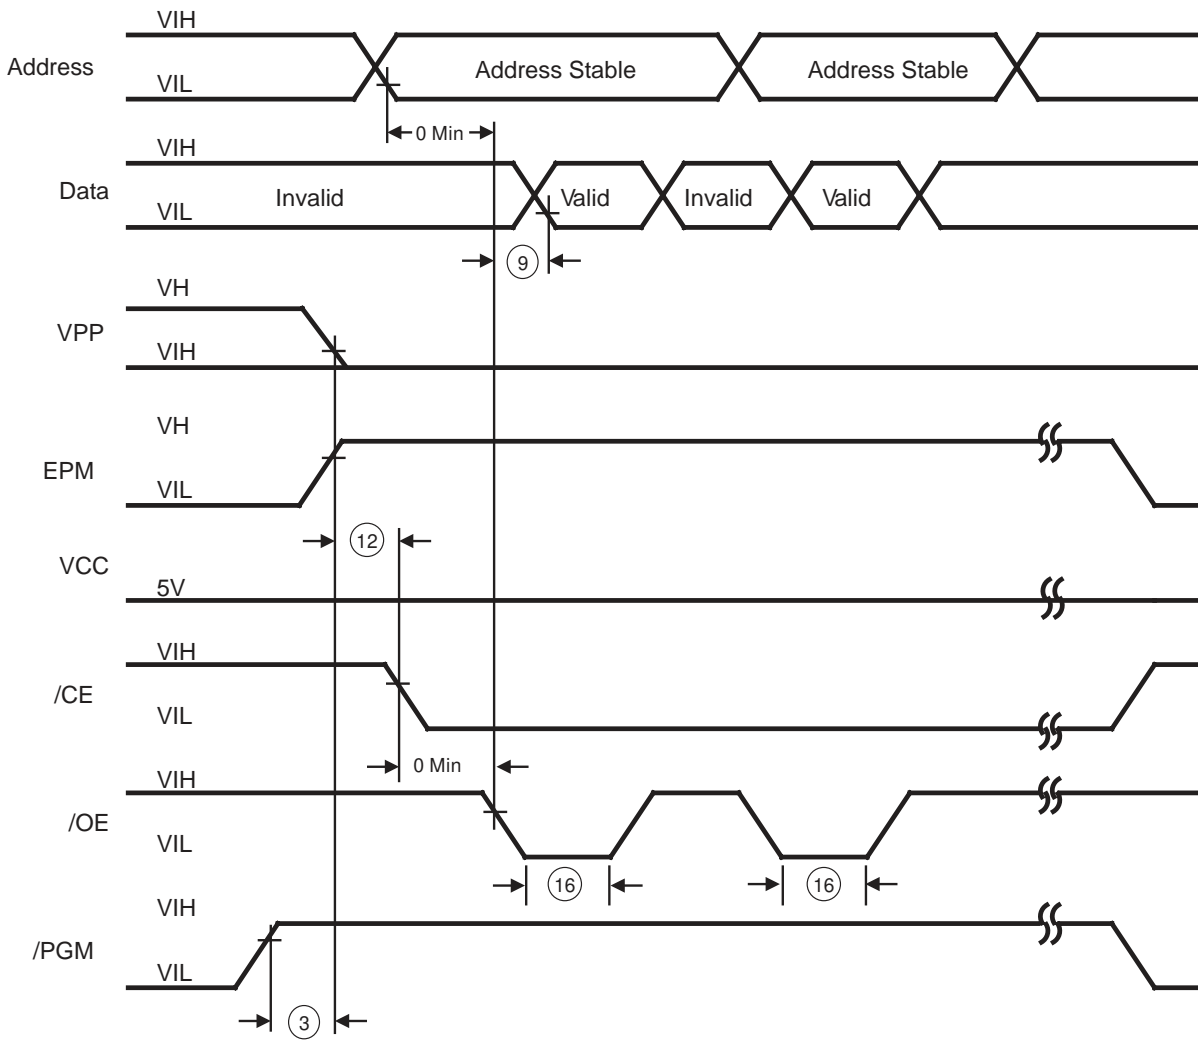 VIH
Address
VIL
Address Stable
Address Stable
0 Min
VIH
Data
VIL
Invalid
Valid
Invalid
Valid
9
VH
VPP
VIH
VH
EPM
VIL
12
VCC
5V
VIH
/CE
VIL
0 Min
VIH
/OE
VIL
16
16
VIH
/PGM
VIL
3